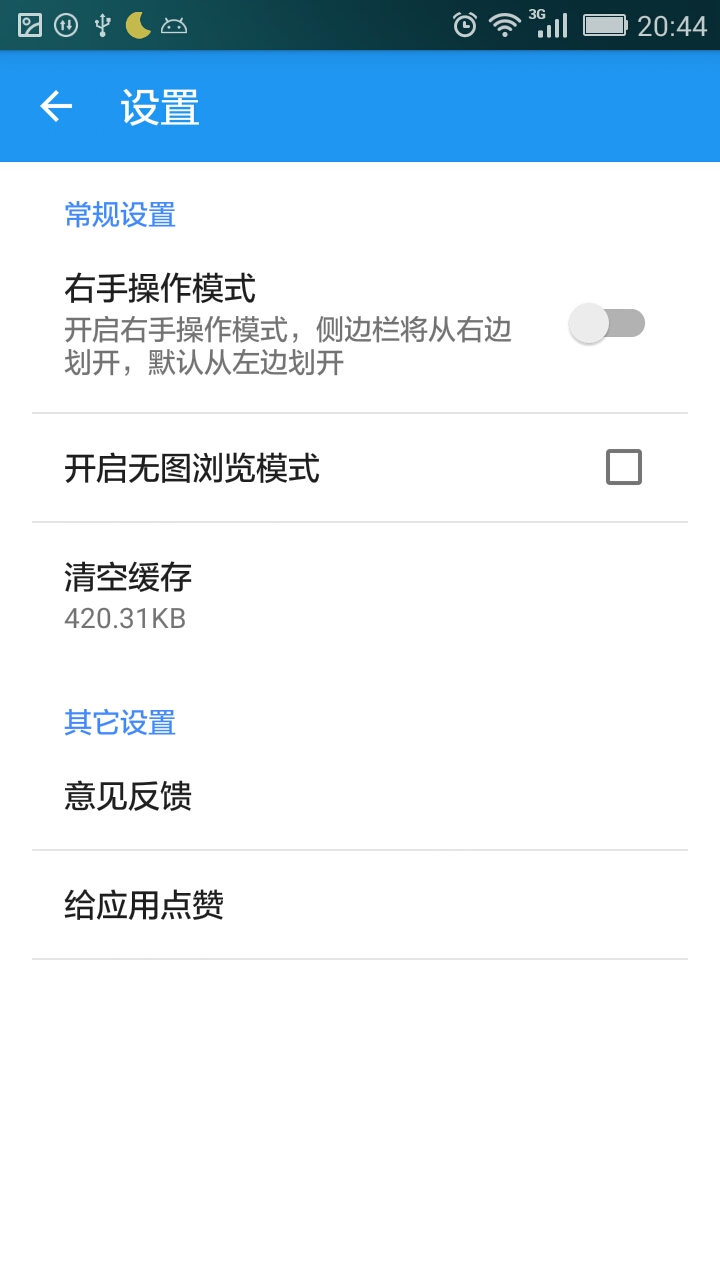 3G 20:44
设置
常规设置
右手操作模式
开启右手操作模式，侧边栏将从右边
划开，默认从左边划开
开启无图浏览模式
清空缓存
420.31KB
其它设置
意见反馈
给应用点赞